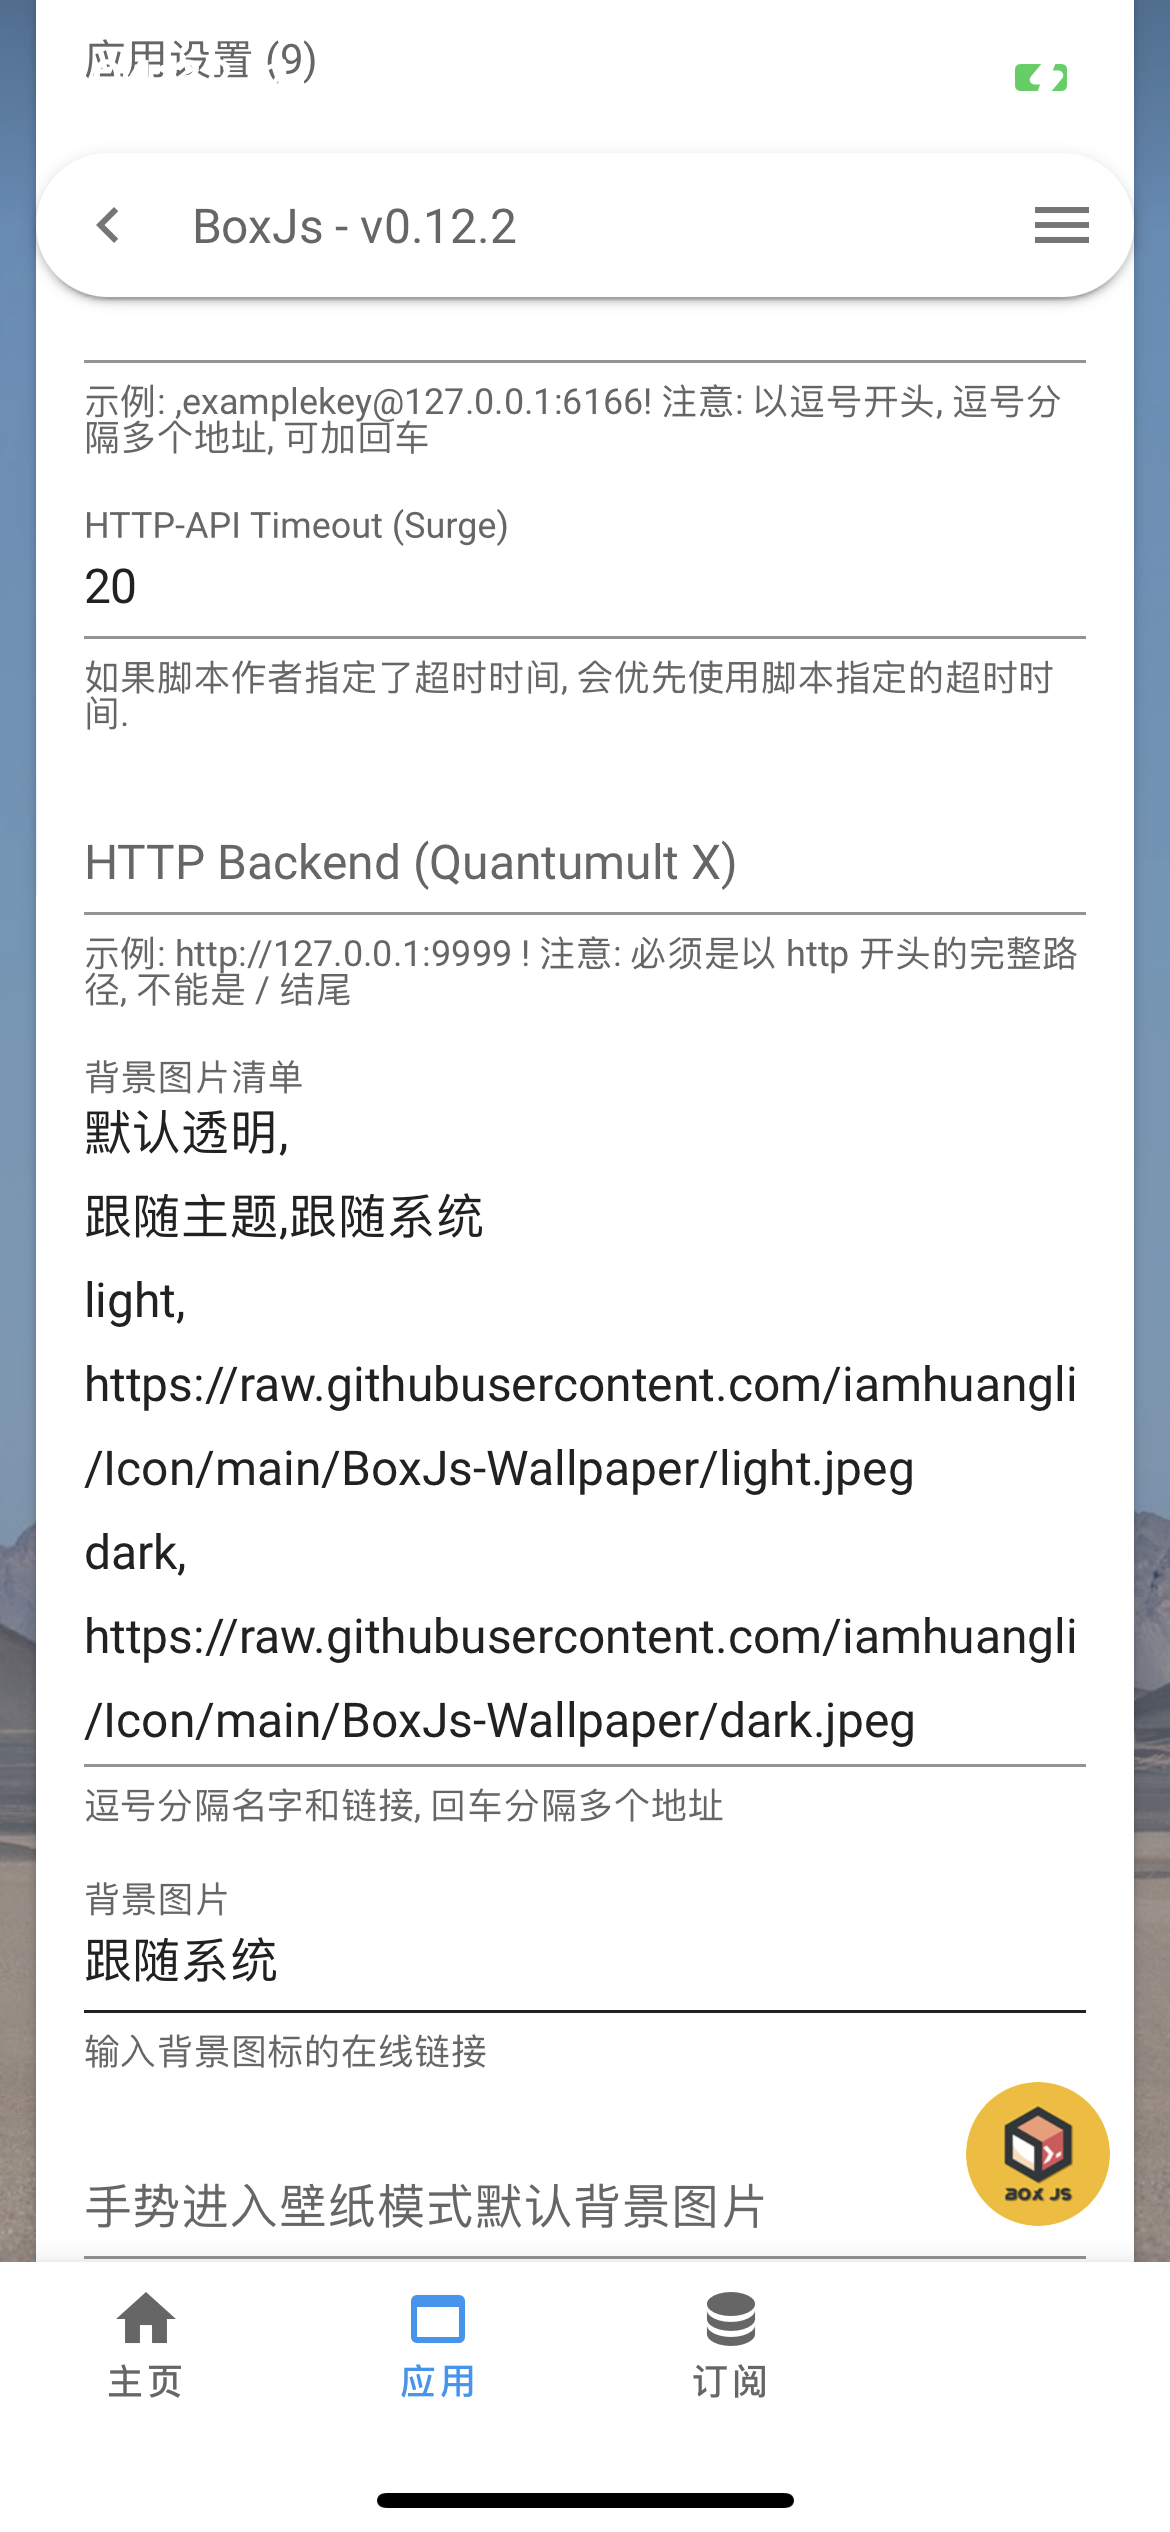 应用设置 (9)
BoxJs - v0.12.2
示例: ,examplekey@127.0.0.1:6166! 注意: 以逗号开头, 逗号分
隔多个地址, 可加回车
HTTP-API Timeout (Surge)
20
如果脚本作者指定了超时时间, 会优先使用脚本指定的超时时
间.
HTTP Backend (Quantumult X)
示例: http://127.0.0.1:9999 ! 注意: 必须是以 http 开头的完整路
径, 不能是 / 结尾
背景图片清单
默认透明,
跟随主题,跟随系统
light,
https://raw.githubusercontent.com/iamhuangli
/Icon/main/BoxJs-Wallpaper/light.jpeg
dark,
https://raw.githubusercontent.com/iamhuangli
/Icon/main/BoxJs-Wallpaper/dark.jpeg
逗号分隔名字和链接, 回车分隔多个地址
背景图片
跟随系统
输入背景图标的在线链接
BOX JS
手势进入壁纸模式默认背景图片
主页
应用
订阅